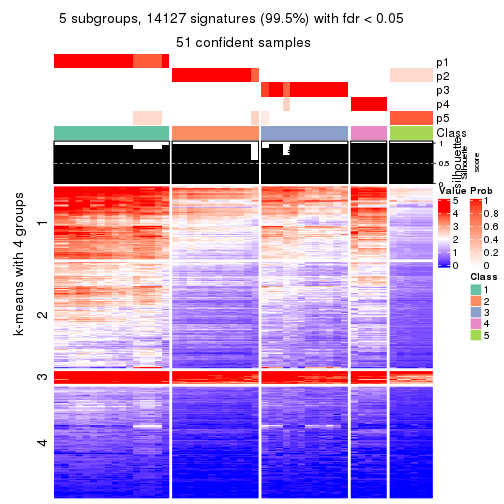 5 subgroups, 14127 signatures (99.5%) with fdr < 0.05
51 confident samples
p1
p2
p3
p4
p5
Class
1
0.5
0
silhouette
Silhouette
score
k-means with 4 groups
1
2
3
4
Value
5
4
3
2
1
0
Prob
1
0.8
0.6
0.4
0.2
0
Class
1
2
3
4
5